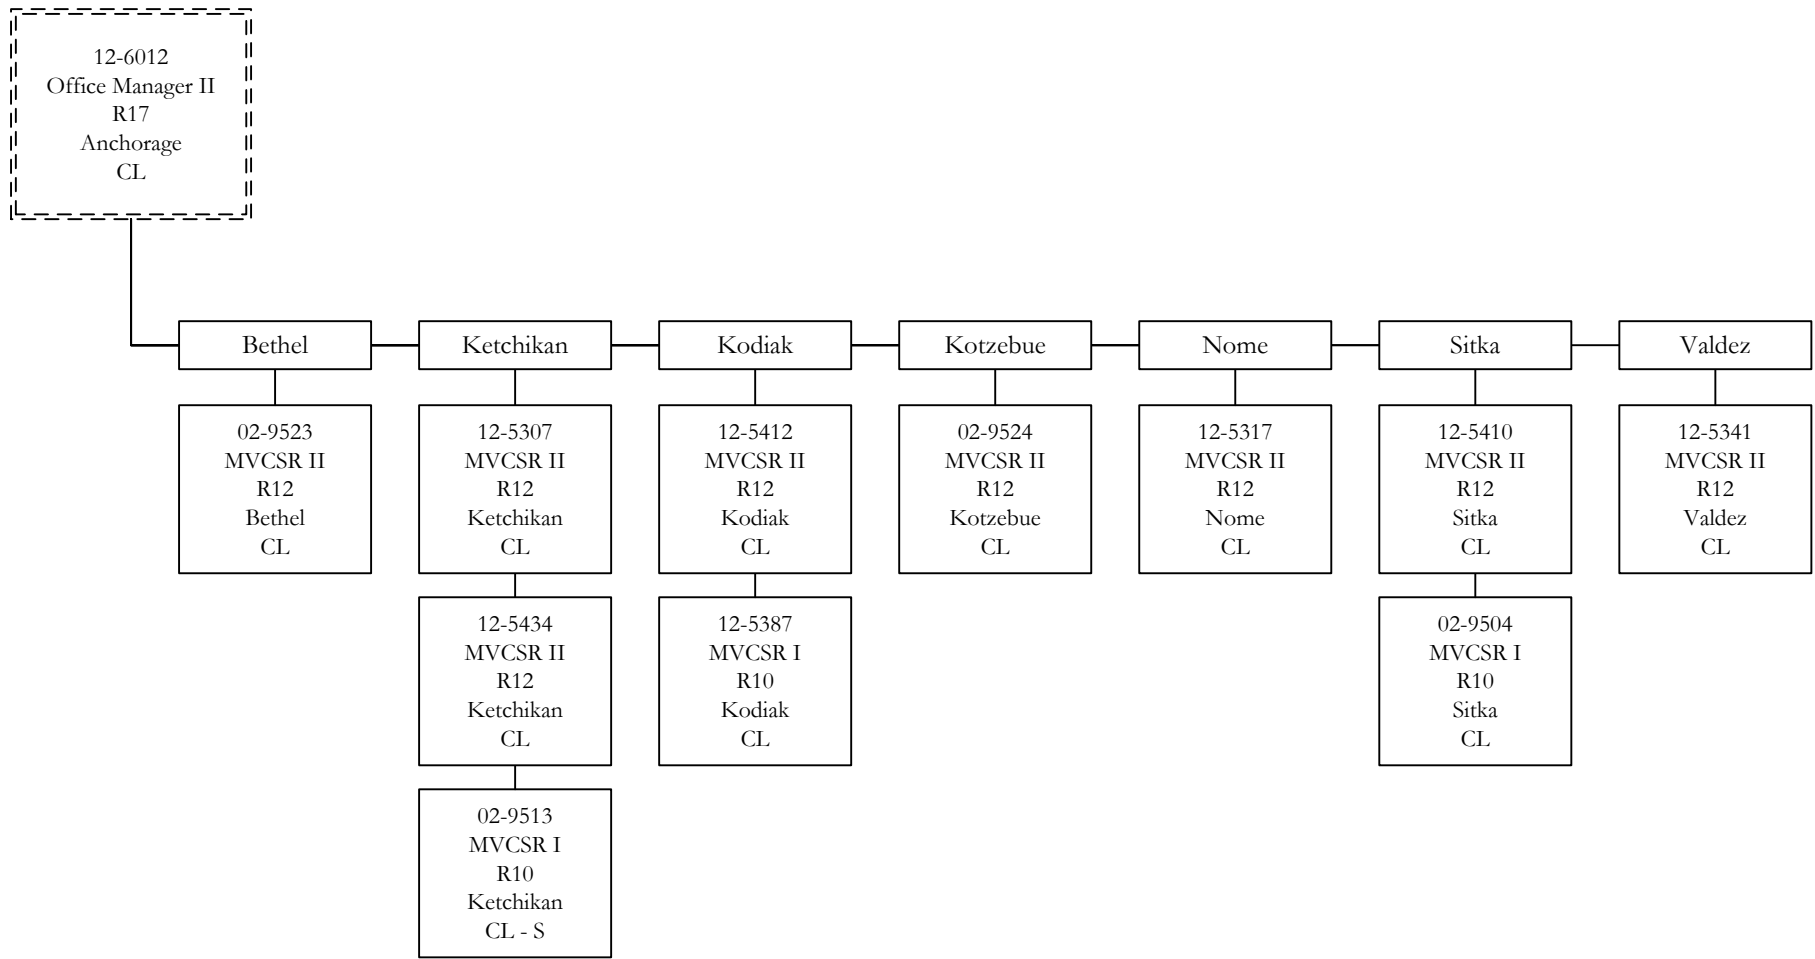 12-6012
Office Manager II
R17
Anchorage
CL
Bethel
Ketchikan
Kodiak
Kotzebue
Nome
Sitka
Valdez
02-9523
MVCSR II
R12
Bethel
CL
12-5307
MVCSR II
R12
Ketchikan
CL
12-5412
MVCSR II
R12
Kodiak
CL
02-9524
MVCSR II
R12
Kotzebue
CL
12-5317
MVCSR II
R12
Nome
CL
12-5410
MVCSR II
R12
Sitka
CL
12-5341
MVCSR II
R12
Valdez
CL
12-5434
MVCSR II
R12
Ketchikan
CL
12-5387
MVCSR I
R10
Kodiak
CL
02-9504
MVCSR I
R10
Sitka
CL
02-9513
MVCSR I
R10
Ketchikan
CL - S